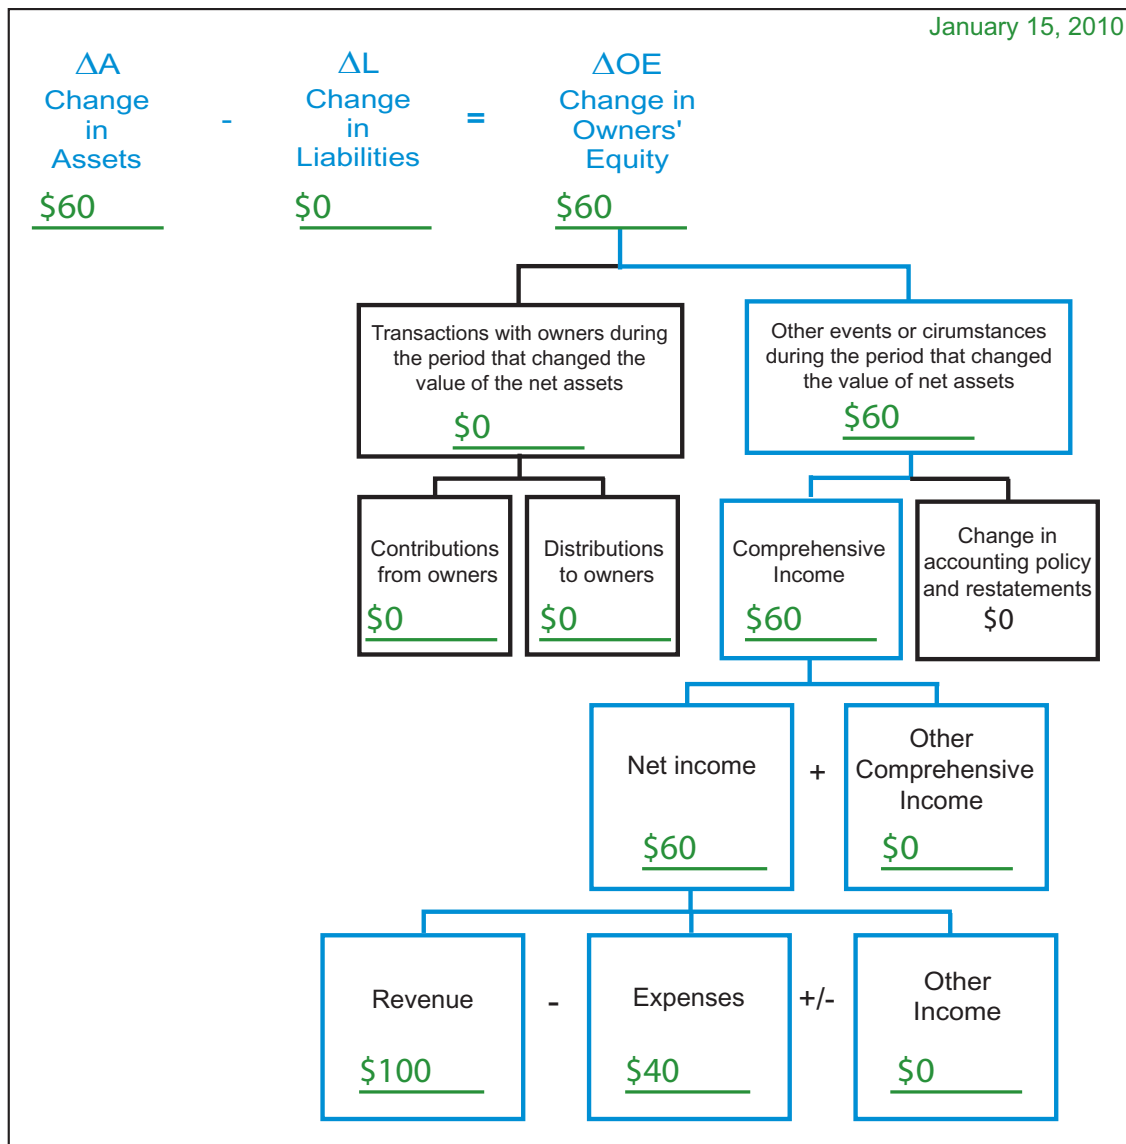 January 15, 2010
ΔA
Change
in
Assets
-
ΔL
Change
in
Liabilities
=
ΔOE
Change in
Owners'
Equity
$60
$0
$60
Transactions with owners during
the period that changed the
value of the net assets
$0
Other events or cirumstances
during the period that changed
the value of net assets
$60
Contributions
from owners
$0
Distributions
to owners
$0
Comprehensive
Income
$60
Change in
accounting policy
and restatements
$0
Net income
$60
+
Other
Comprehensive
Income
$0
Revenue
$100
-
Expenses
$40
+/-
Other
Income
$0